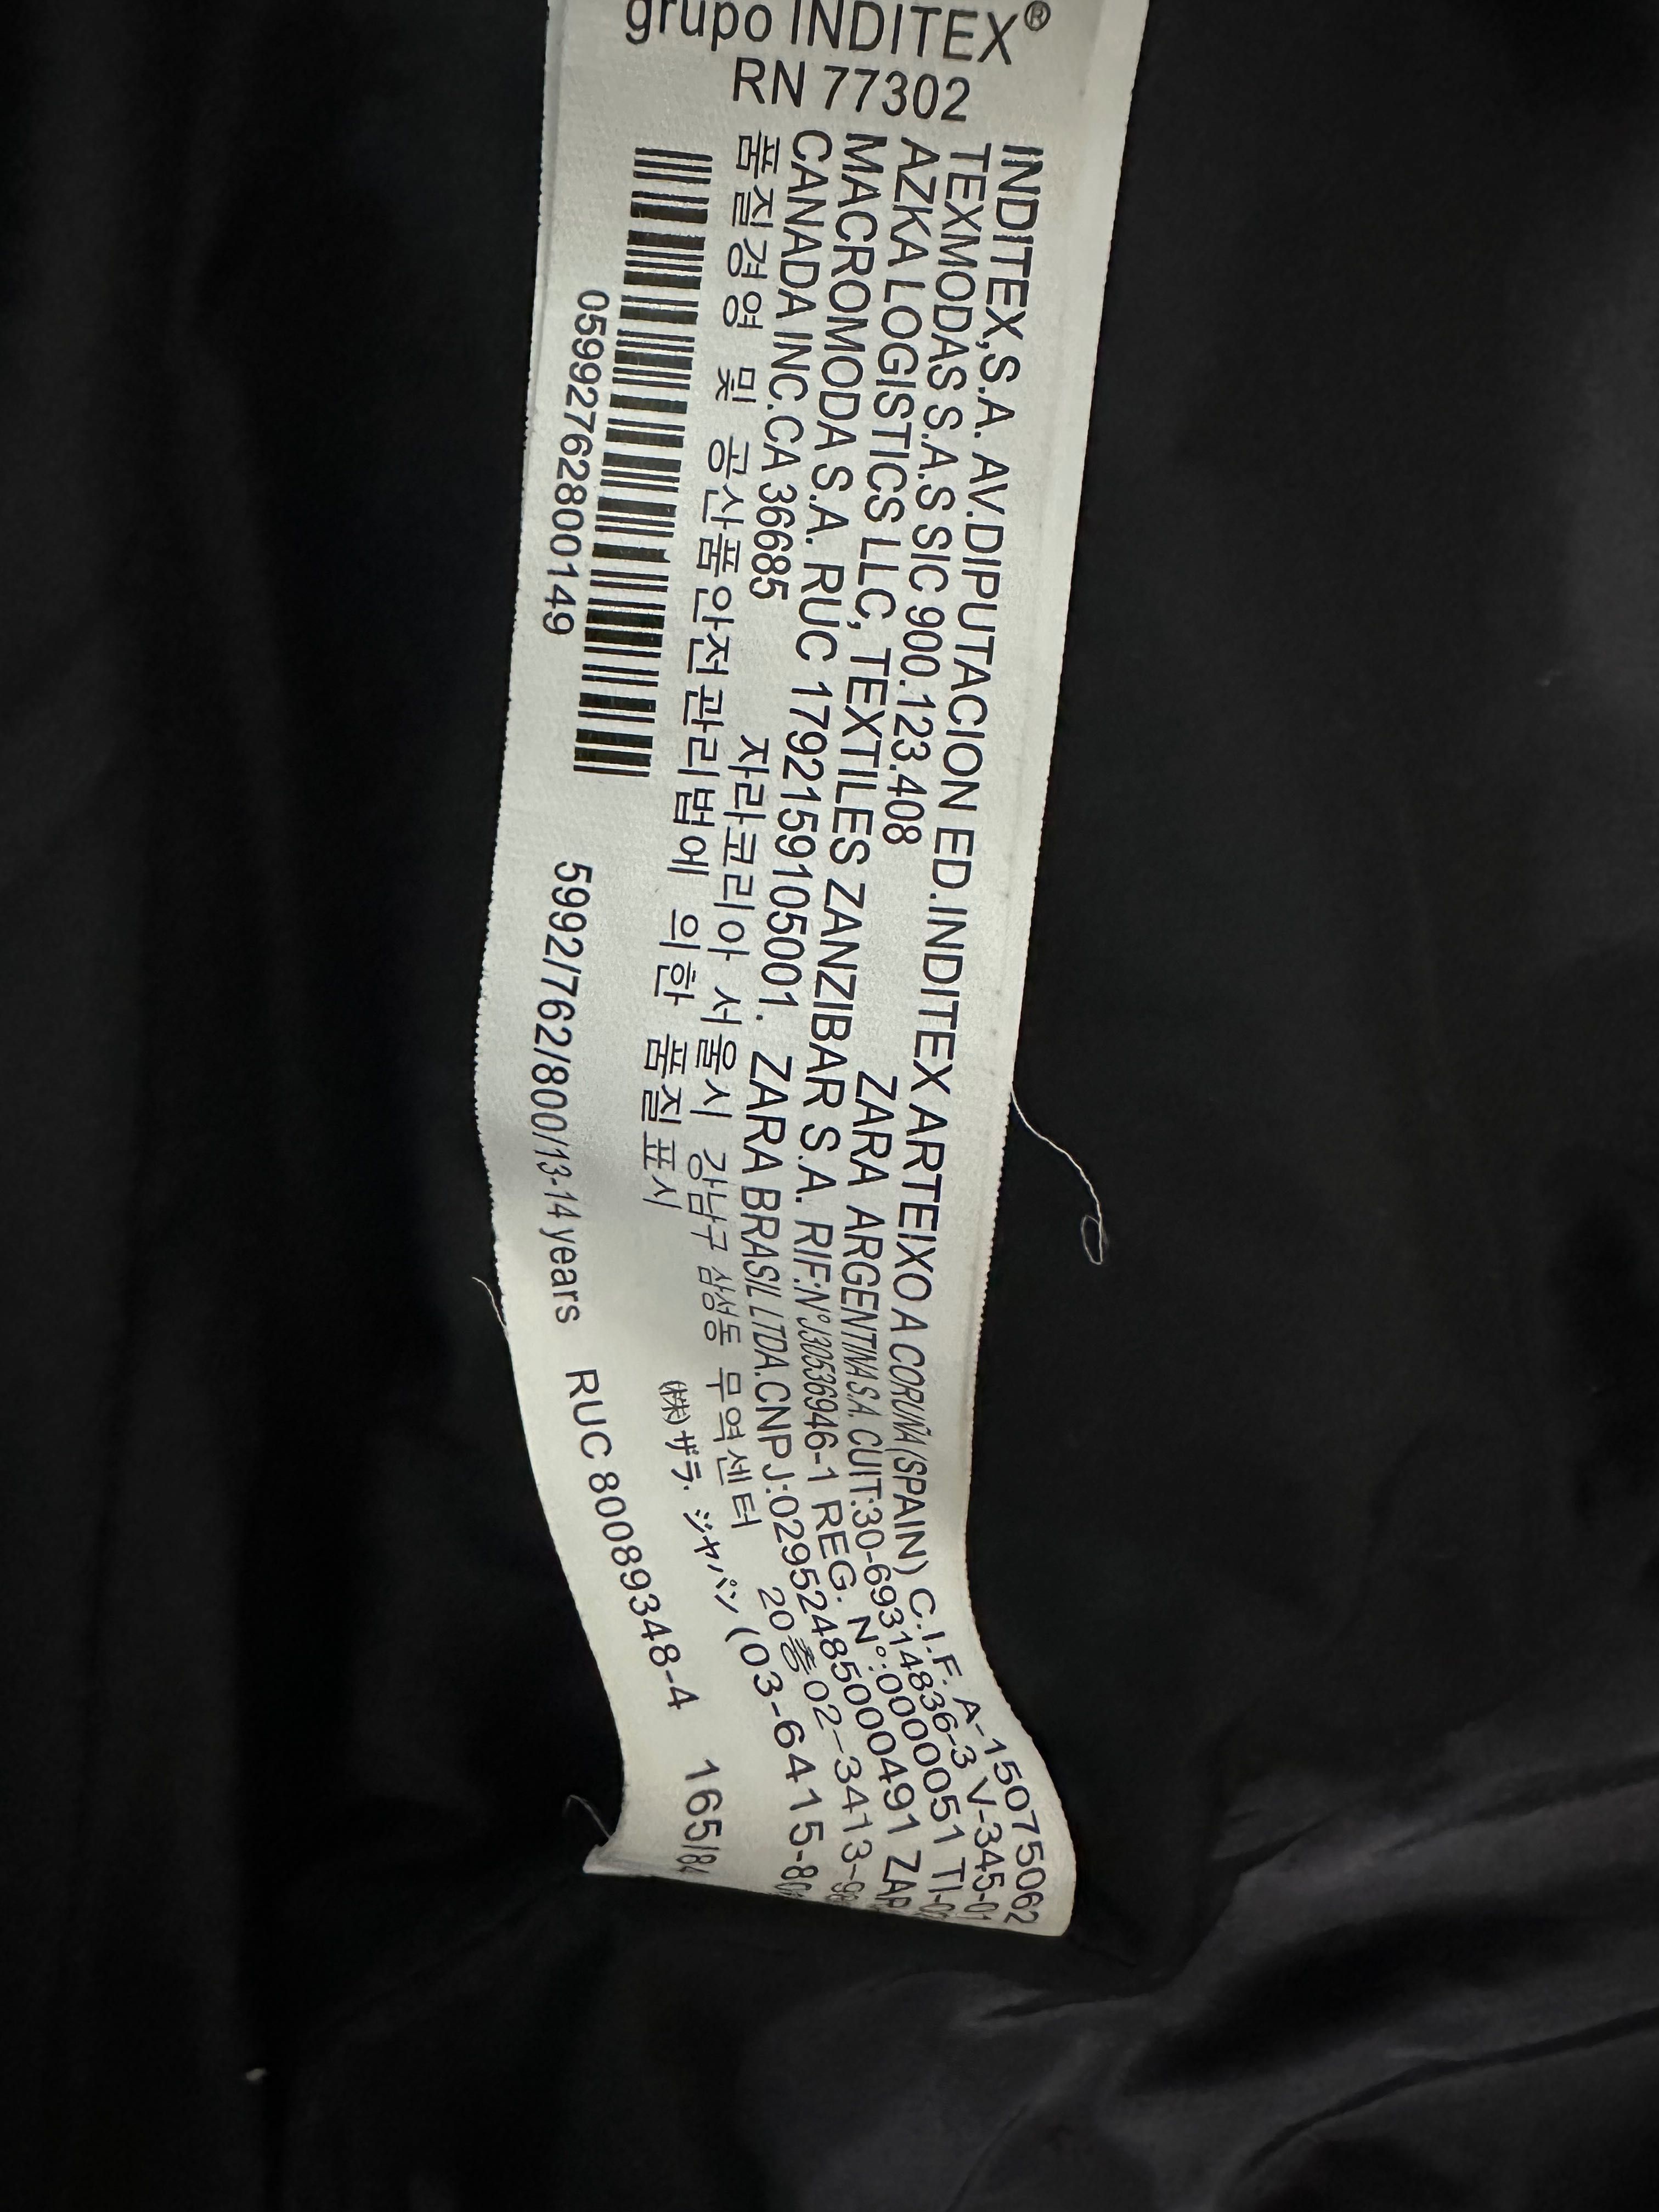 grupo INDITEX®
RN 77302
INDITEX,S.A. AV.DIPUTACION ED.INDITEX ARTEIXO A CORUÑA (SPAIN) C.I.F. A-15075062
TEXMODAS S.A.S SIC 900.123.408 ZARA ARGENTINA S.A. CUIT:30-69314836-3 V-345-01
AZKA LOGISTICS LLC, TEXTILES ZANZIBAR S.A. RIF:Nº J30536946-1 REG. Nº:00000051 TI-
MACROMODA S.A. RUC 1792159105001. ZARA BRASIL LTDA.CNPJ:02952485000491
CANADA INC.CA 36685 자라코리아 서울시 강남구 삼성동 무역센터 20층 02-3413-
품질경영 및 공산품안전관리법에 의한 품질표시 ㈱ザラ. ジャパン (03-6415-
05992762800149
5992/762/800/13-14 years RUC 80089348-4 165/84